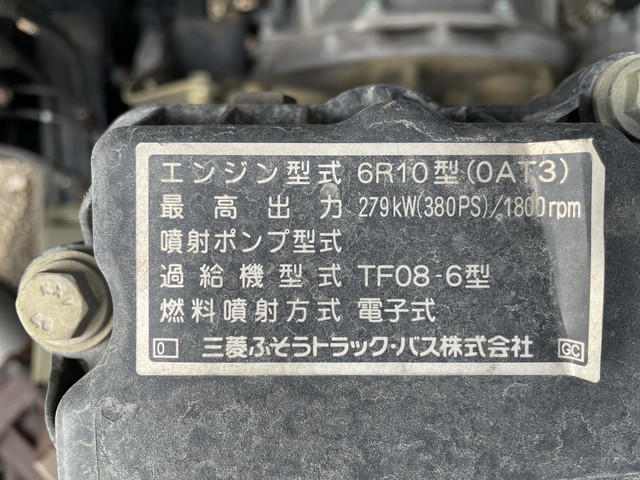 エンジン型式 6R10型(0AT3)
最高出力 279kW(380PS)/1800rpm
噴射ポンプ型式
過給機型式 TF08-6型
燃料噴射方式 電子式
0 三菱ふそうトラック・バス株式会社 GC